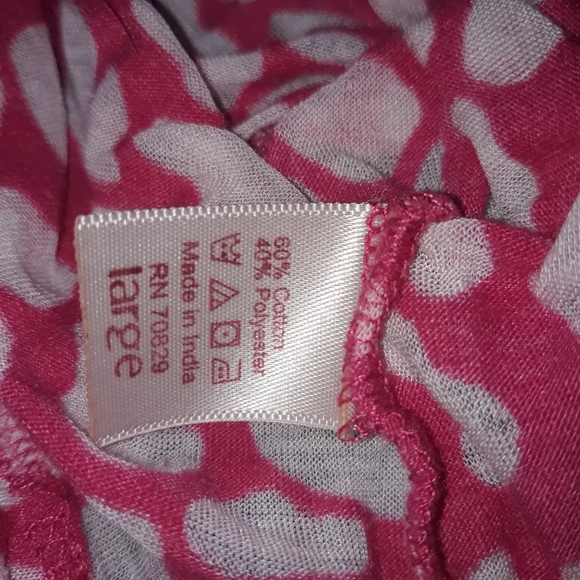 60% Cotton
40% Polyester
Made in India
RN 70829
large